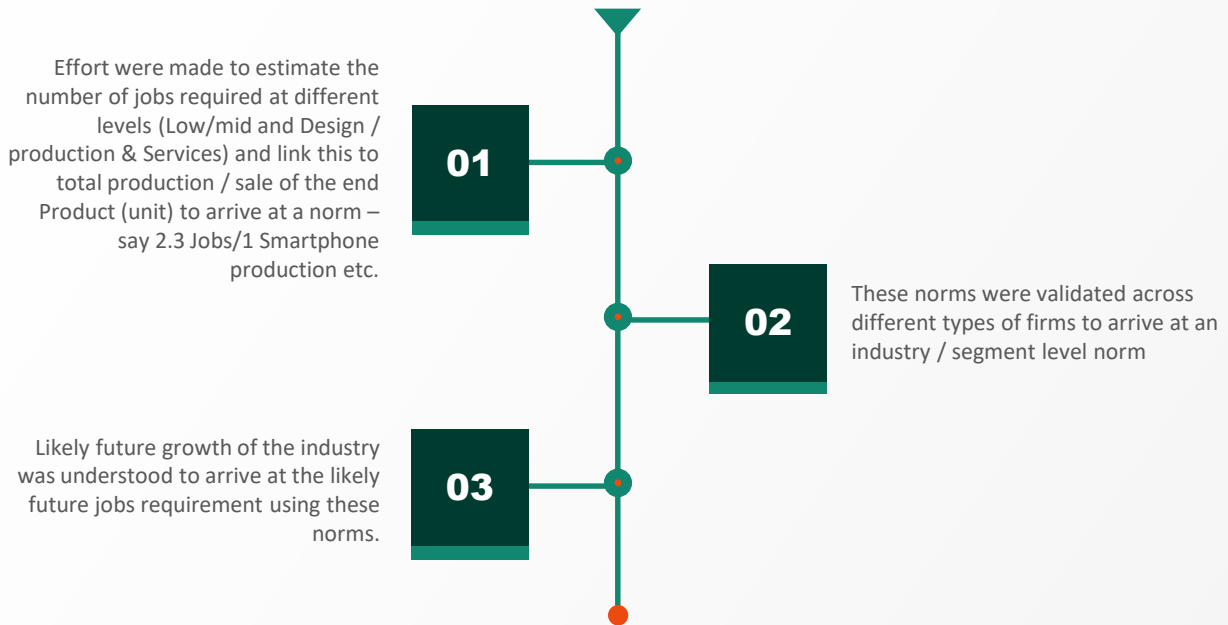 Effort were made to estimate the
number of jobs required at different
levels (Low/mid and Design /
production & Services) and link this to
total production / sale of the end
Product (unit) to arrive at a norm –
say 2.3 Jobs/1 Smartphone
production etc.
01
02
These norms were validated across
different types of firms to arrive at an
industry / segment level norm
Likely future growth of the industry
was understood to arrive at the likely
future jobs requirement using these
norms.
03